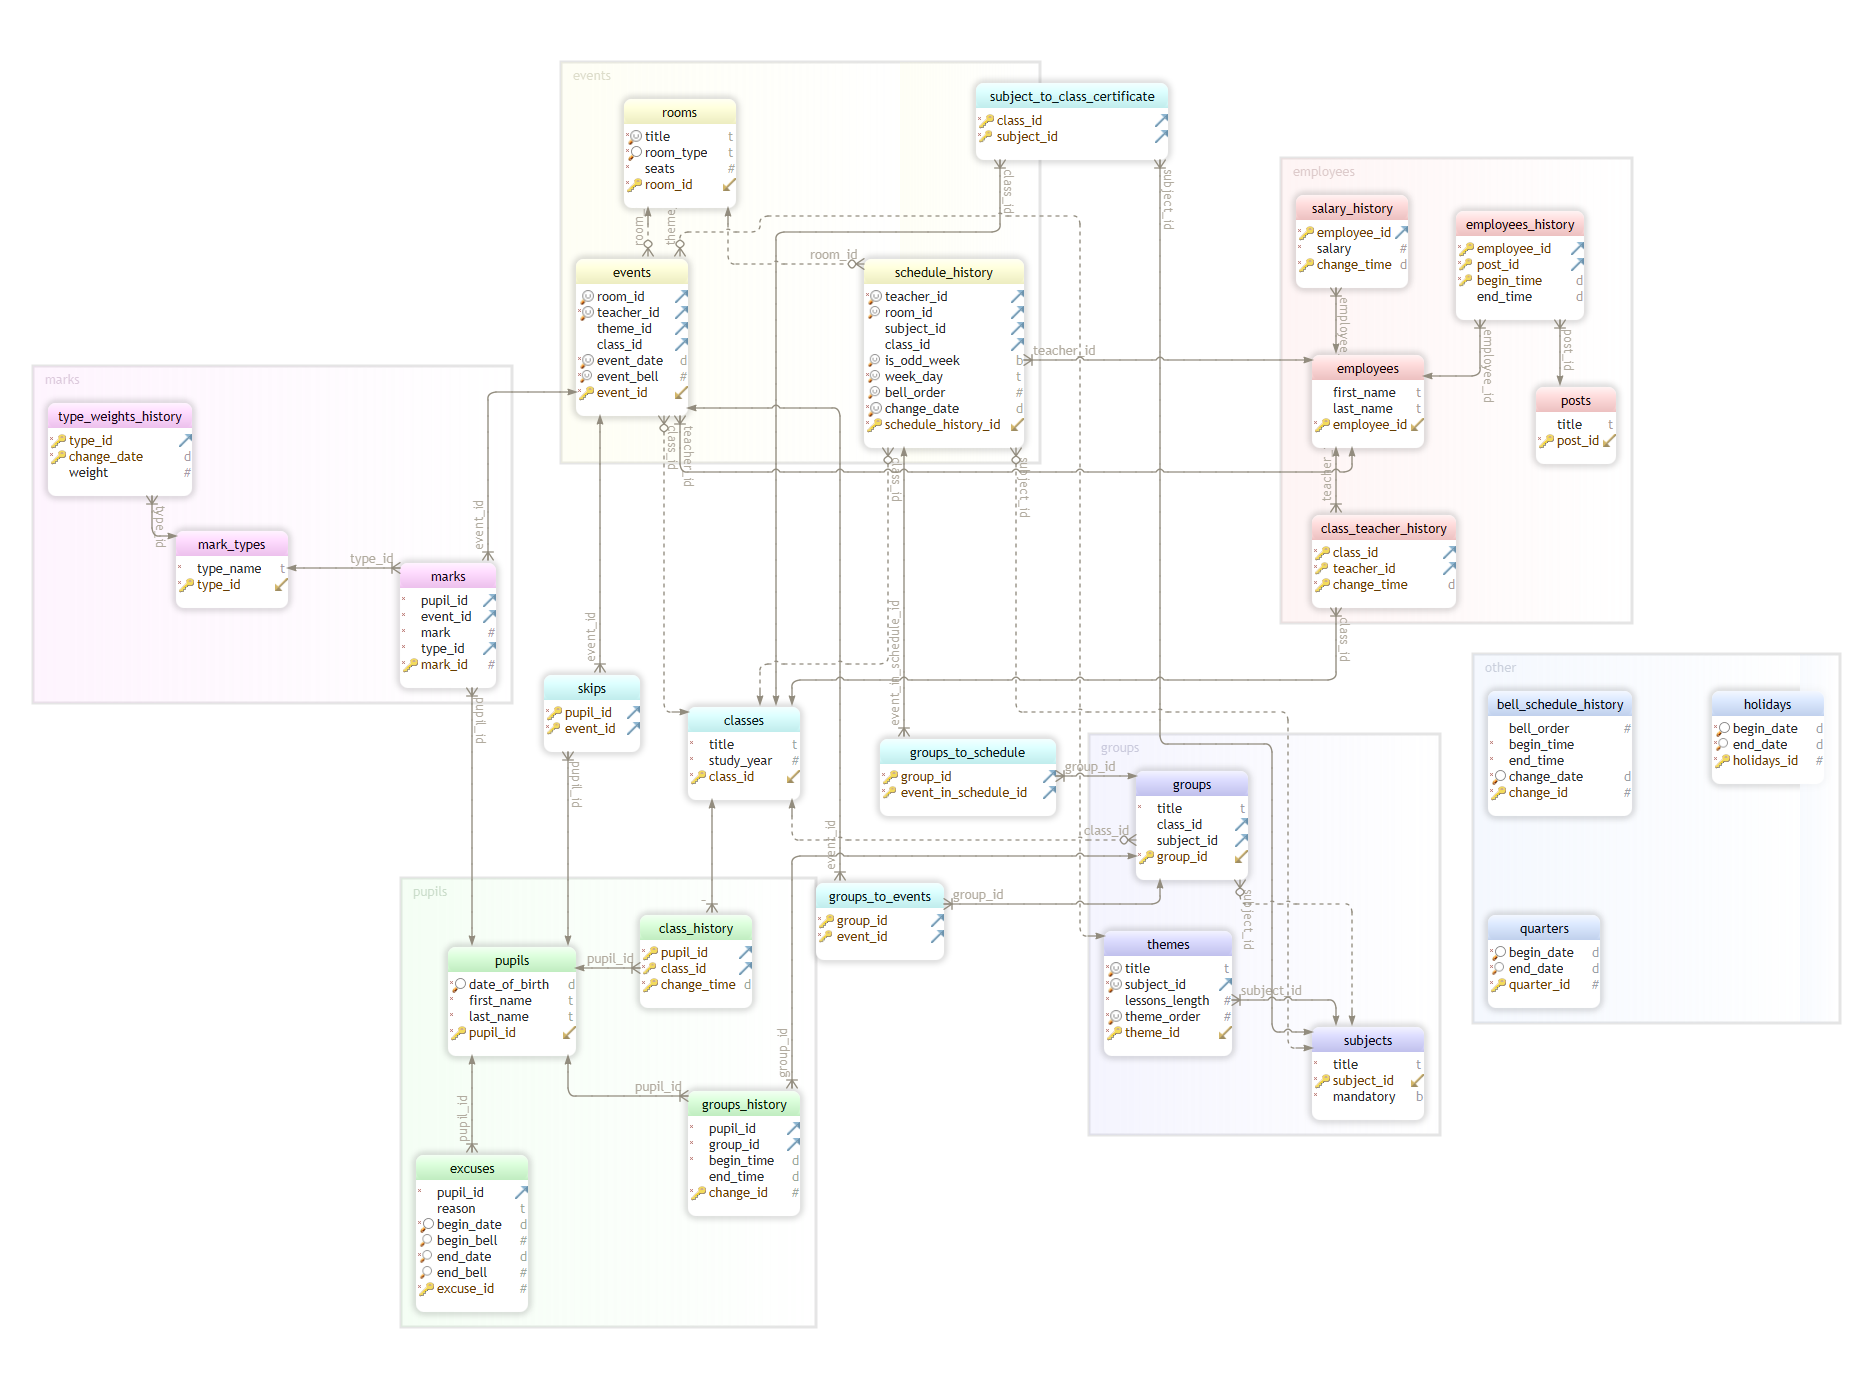 events
rooms
title t
room_type t
seats #
room_id
subject_to_class_certificate
class_id
subject_id
room_
theme_
class_id
subject_id
room_id
events
room_id
teacher_id
theme_id
class_id
event_date d
event_bell #
event_id
schedule_history
teacher_id
room_id
subject_id
class_id
is_odd_week b
week_day t
bell_order #
change_date d
schedule_history_id
teacher_id
class_id
teacher_id
class_id
subject_id
employees
salary_history
employee_id
salary #
change_time d
employees_history
employee_id
post_id
begin_time d
end_time d
employee
employee_id
post_id
employees
first_name t
last_name t
employee_id
posts
title t
post_id
teacher_
class_teacher_history
class_id
teacher_id
change_time d
class_id
marks
type_weights_history
type_id
change_date d
weight #
type_id
mark_types
type_name t
type_id
type_id
event_id
marks
pupil_id
event_id
mark #
type_id
mark_id #
pupil_id
event_id
skips
pupil_id
event_id
pupil_id
classes
title t
study_year #
class_id
event_in_schedule_id
groups_to_schedule
group_id
event_in_schedule_id
group_id
class_id
event_id
groups_to_events
group_id
event_id
group_id
groups
groups
title t
class_id
subject_id
group_id
subject_id
themes
title t
subject_id
lessons_length #
theme_order #
theme_id
subject_id
subjects
title t
subject_id
mandatory b
other
bell_schedule_history
bell_order #
begin_time
end_time
change_date d
change_id #
holidays
begin_date d
end_date d
holidays_id #
quarters
begin_date d
end_date d
quarter_id #
pupils
class_history
pupil_id
class_id
change_time d
pupil_id
pupils
date_of_birth d
first_name t
last_name t
pupil_id
group_id
pupil_id
pupil_id
groups_history
pupil_id
group_id
begin_time d
end_time d
change_id #
excuses
pupil_id
reason t
begin_date d
begin_bell #
end_date d
end_bell #
excuse_id #